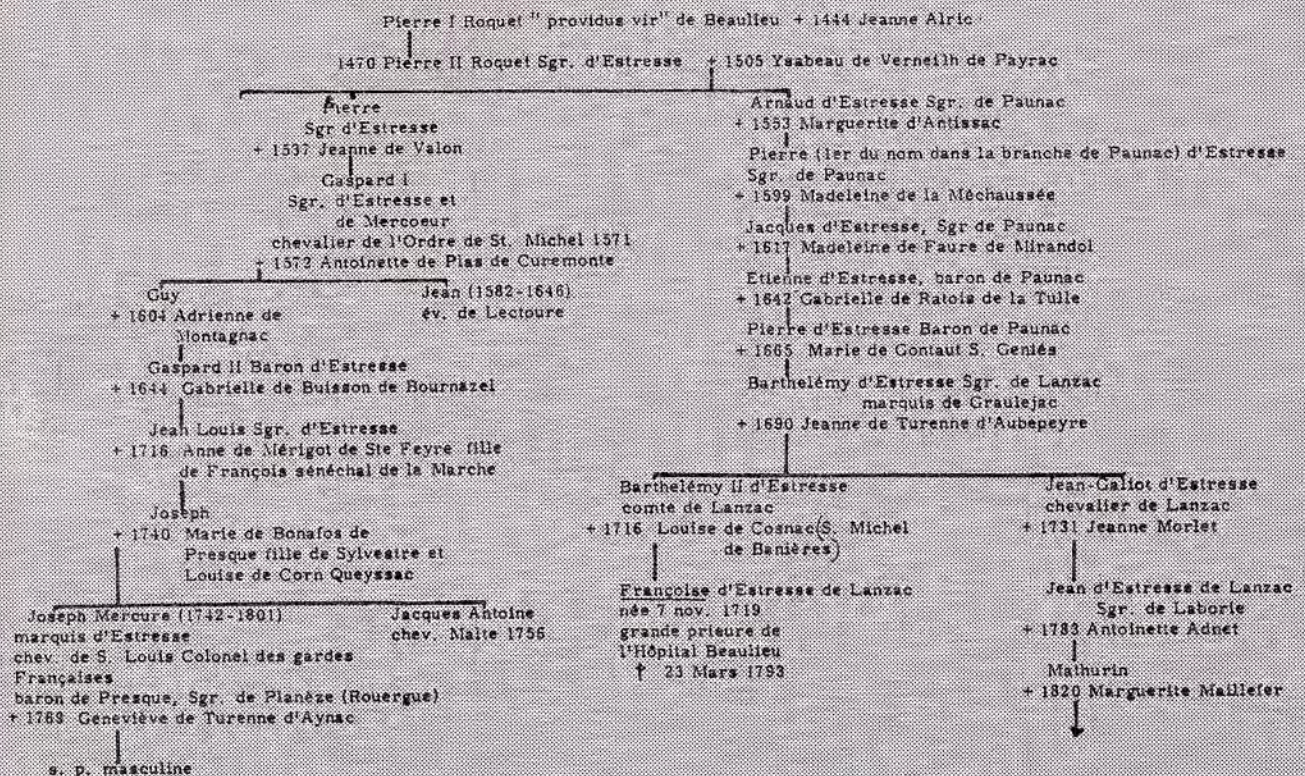 Pierre I Roquet " providus vir" de Beaulieu + 1444 Jeanne Alric
1470 Pierre II Roquet Sgr. d'Estresse + 1505 Ysabeau de Verneilh de Payrac
Pierre
Sgr d'Estresse
+ 1537 Jeanne de Valon
Gaspard I
Sgr. d'Estresse et
de Mercoeur
chevalier de l'Ordre de St. Michel 1571
+ 1572 Antoinette de Plas de Curemonte
Guy
+ 1604 Adrienne de
Montagnac
Jean (1582-1646)
év. de Lectoure
Gaspard II Baron d'Estresse
+ 1644 Gabrielle de Buisson de Bournazel
Jean Louis Sgr. d'Estresse
+ 1716 Anne de Mérigot de Ste Feyre fille
de François sénéchal de la Marche
Joseph
+ 1740 Marie de Bonafos de
Presque fille de Sylvestre et
Louise de Corn Queyssac
Joseph Mercure (1742-1801)
marquis d'Estresse
chev. de S. Louis Colonel des gardes
Françaises
baron de Presque, Sgr. de Planèze (Rouergue)
+ 1768 Geneviève de Turenne d'Aynac
s. p. masculine
Jacques Antoine
chev. Malte 1756
Arnaud d'Estresse Sgr. de Paunac
+ 1553 Marguerite d'Antissac
Pierre (1er du nom dans la branche de Paunac) d'Estresse
Sgr. de Paunac
+ 1599 Madeleine de la Méchaussée
Jacques d'Estresse, Sgr de Paunac
+ 1617 Madeleine de Faure de Mirandol
Etienne d'Estresse, baron de Paunac
+ 1642 Gabrielle de Ratois de la Tulle
Pierre d'Estresse Baron de Paunac
+ 1665 Marie de Gontaut S. Geniés
Barthelémy d'Estresse Sgr. de Lanzac
marquis de Graulejac
+ 1690 Jeanne de Turenne d'Aubepeyre
Barthelémy II d'Estresse
comte de Lanzac
+ 1716 Louise de Cosnac(S. Michel
de Banières)
Françoise d'Estresse de Lanzac
née 7 nov. 1719
grande prieure de
l'Hôpital Beaulieu
† 23 Mars 1793
Jean-Galiot d'Estresse
chevalier de Lanzac
+ 1731 Jeanne Morlet
Jean d'Estresse de Lanzac
Sgr. de Laborie
+ 1783 Antoinette Adnet
Mathurin
+ 1820 Marguerite Maillefer